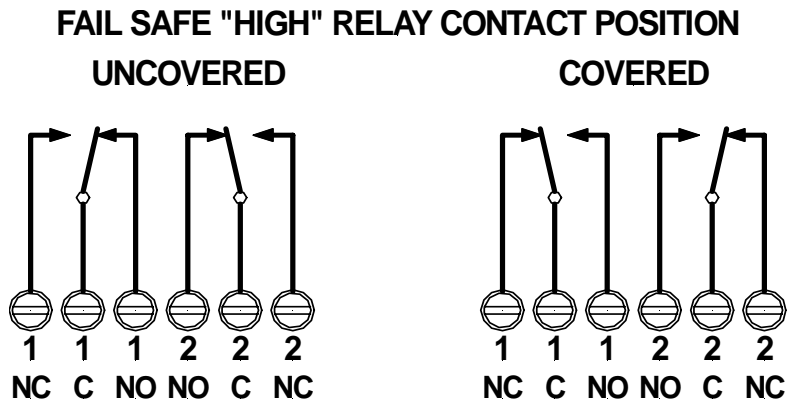 FAIL SAFE "HIGH" RELAY CONTACT POSITION
UNCOVERED COVERED
1 1 1 2 2 2 1 1 1 2 2 2
NC C NO NO C NC NC C NO NO C NC